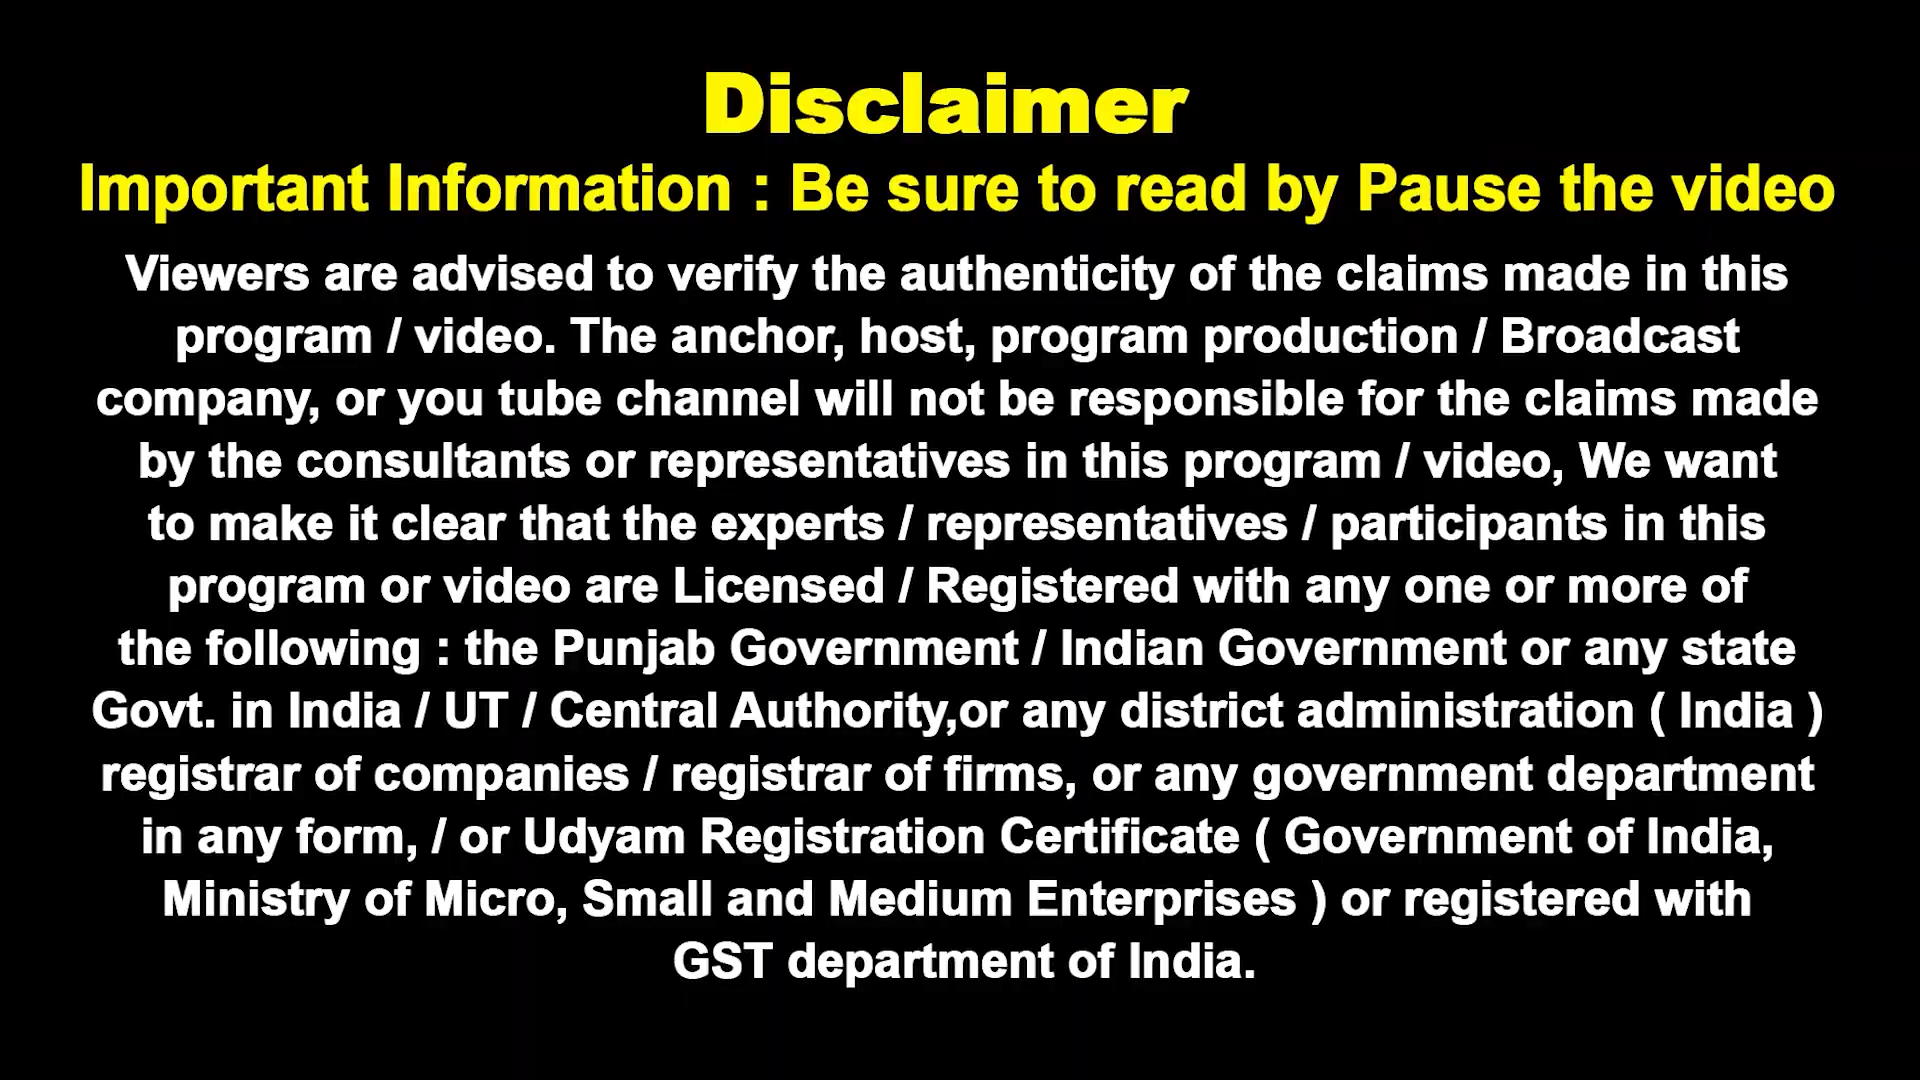 Disclaimer
Important Information : Be sure to read by Pause the video
Viewers are advised to verify the authenticity of the claims made in this
program / video. The anchor, host, program production / Broadcast
company, or you tube channel will not be responsible for the claims made
by the consultants or representatives in this program / video, We want
to make it clear that the experts / representatives / participants in this
program or video are Licensed / Registered with any one or more of
the following : the Punjab Government / Indian Government or any state
Govt. in India / UT / Central Authority,or any district administration ( India )
registrar of companies / registrar of firms, or any government department
in any form, / or Udyam Registration Certificate ( Government of India,
Ministry of Micro, Small and Medium Enterprises ) or registered with
GST department of India.